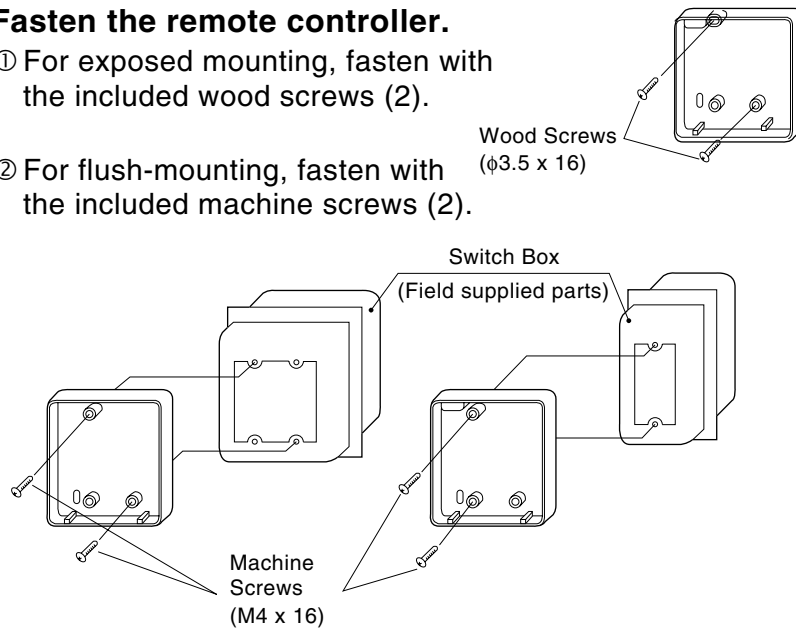 Fasten the remote controller.
① For exposed mounting, fasten with
the included wood screws (2).
Wood Screws
(ϕ3.5 x 16)
② For flush-mounting, fasten with
the included machine screws (2).
Switch Box
(Field supplied parts)
Machine
Screws
(M4 x 16)